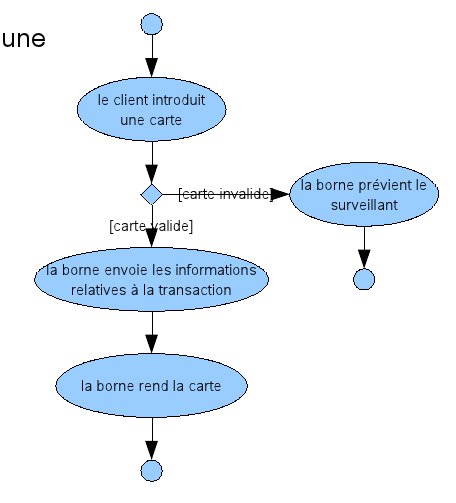 une
le client introduit
une carte
[carte invalide]
la borne prévient le
surveillant
[carte valide]
la borne envoie les informations
relatives à la transaction
la borne rend la carte